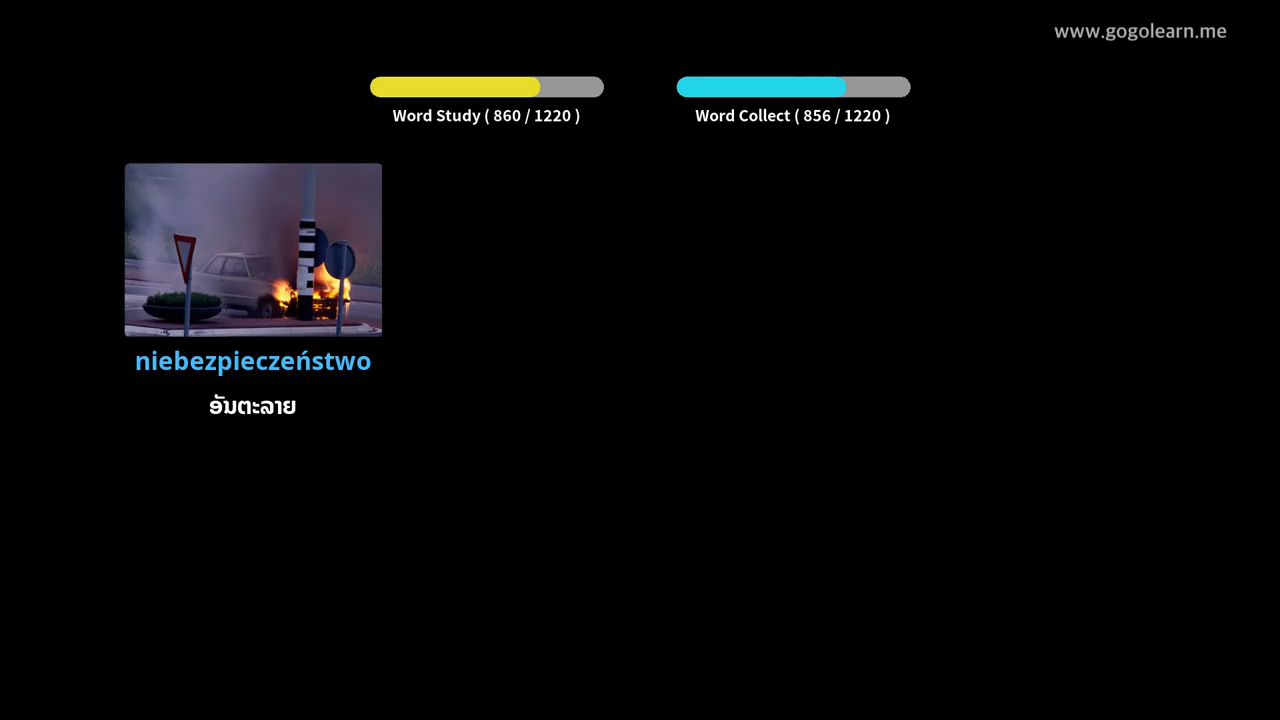 www.gogolearn.me
Word Study ( 860 / 1220 )
Word Collect ( 856 / 1220 )
niebezpieczeństwo
ອັນຕະລາຍ